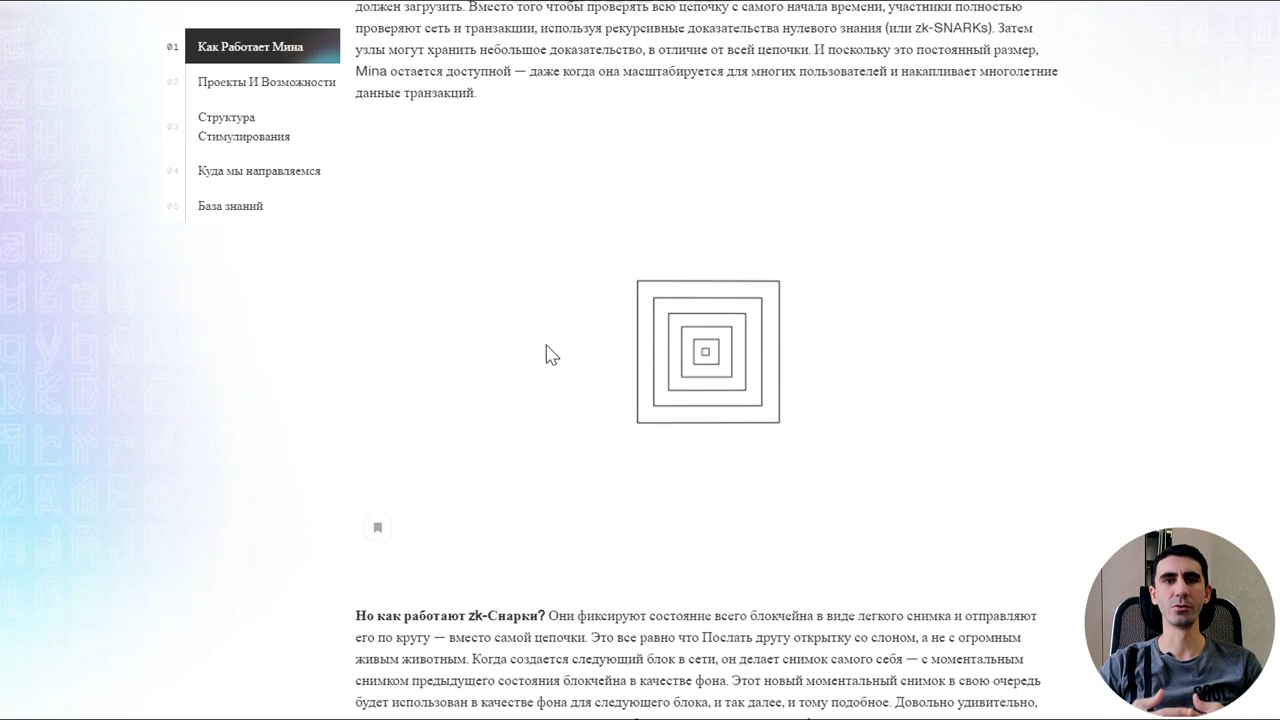 должен загрузить. Вместо того чтобы проверять всю цепочку с самого начала времени, участники полностью
проверяют сеть и транзакции, используя рекурсивные доказательства нулевого знания (или zk-SNARKs). Затем
узлы могут хранить небольшое доказательство, в отличие от всей цепочки. И поскольку это постоянный размер,
Mina остается доступной — даже когда она масштабируется для многих пользователей и накапливает многолетние
данные транзакций.
01 Как Работает Мина
02 Проекты И Возможности
03 Структура
Стимулирования
04 Куда мы направляемся
05 База знаний
Но как работают zk-Снарки? Они фиксируют состояние всего блокчейна в виде легкого снимка и отправляют
его по кругу — вместо самой цепочки. Это все равно что Послать другу открытку со слоном, а не с огромным
живым животным. Когда создается следующий блок в сети, он делает снимок самого себя — с моментальным
снимком предыдущего состояния блокчейна в качестве фона. Этот новый моментальный снимок в свою очередь
будет использован в качестве фона для следующего блока, и так далее, и тому подобное. Довольно удивительно,